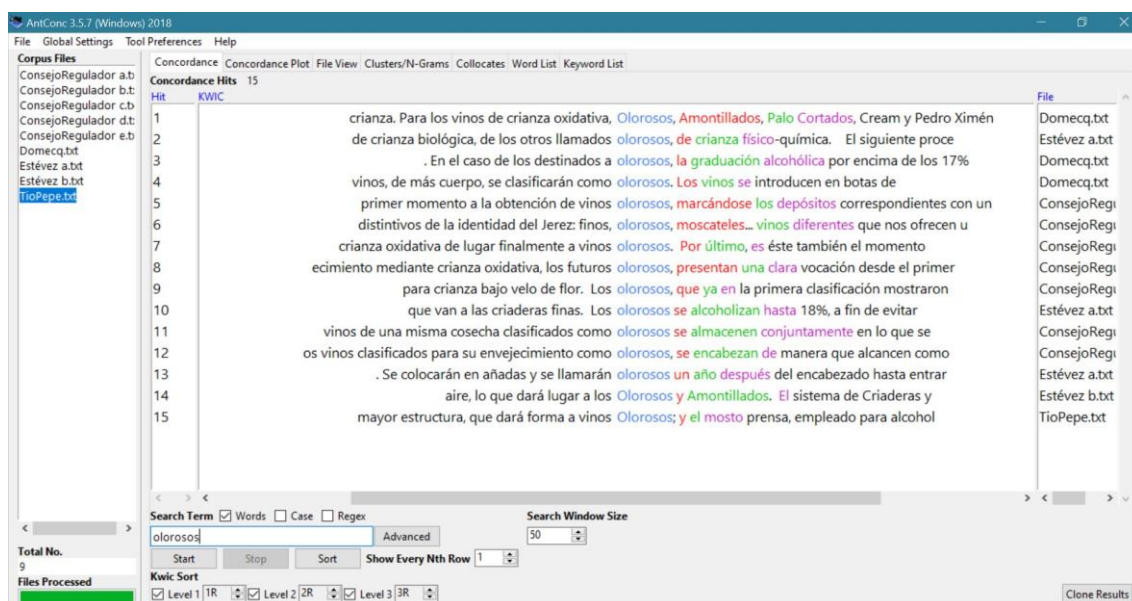 AntConc 3.5.7 (Windows) 2018
File Global Settings Tool Preferences Help
Corpus Files
ConsejoRegulador a.t
ConsejoRegulador b.t
ConsejoRegulador c.t
ConsejoRegulador d.t
ConsejoRegulador e.t
Domecq.txt
Estévez a.txt
Estévez b.txt
TioPepe.txt
Total No.
9
Files Processed
Concordance Concordance Plot File View Clusters/N-Grams Collocates Word List Keyword List
Concordance Hits 15
Hit KWIC File
1 crianza. Para los vinos de crianza oxidativa, Olorosos, Amontillados, Palo Cortados, Cream y Pedro Ximén Domecq.txt
2 de crianza biológica, de los otros llamados olorosos, de crianza físico-química. El siguiente proce Estévez a.txt
3 . En el caso de los destinados a olorosos, la graduación alcohólica por encima de los 17% Domecq.txt
4 vinos, de más cuerpo, se clasificarán como olorosos. Los vinos se introducen en botas de Domecq.txt
5 primer momento a la obtención de vinos olorosos, marcándose los depósitos correspondientes con un ConsejoRegu
6 distintivos de la identidad del Jerez: finos, olorosos, moscateles... vinos diferentes que nos ofrecen u ConsejoRegu
7 crianza oxidativa de lugar finalmente a vinos olorosos. Por último, es éste también el momento ConsejoRegu
8 ecimiento mediante crianza oxidativa, los futuros olorosos, presentan una clara vocación desde el primer ConsejoRegu
9 para crianza bajo velo de flor. Los olorosos, que ya en la primera clasificación mostraron ConsejoRegu
10 que van a las criaderas finas. Los olorosos se alcoholizan hasta 18%, a fin de evitar Estévez a.txt
11 vinos de una misma cosecha clasificados como olorosos se almacenen conjuntamente en lo que se ConsejoRegu
12 os vinos clasificados para su envejecimiento como olorosos, se encabezan de manera que alcancen como ConsejoRegu
13 . Se colocarán en añadas y se llamarán olorosos un año después del encabezado hasta entrar Estévez a.txt
14 aire, lo que dará lugar a los Olorosos y Amontillados. El sistema de Criaderas y Estévez b.txt
15 mayor estructura, que dará forma a vinos Olorosos; y el mosto prensa, empleado para alcohol TioPepe.txt
Search Term Words Case Regex Search Window Size
olorosos Advanced 50
Start Stop Sort Show Every Nth Row 1
Kwic Sort
Level 1 1R Level 2 2R Level 3 3R Clone Results